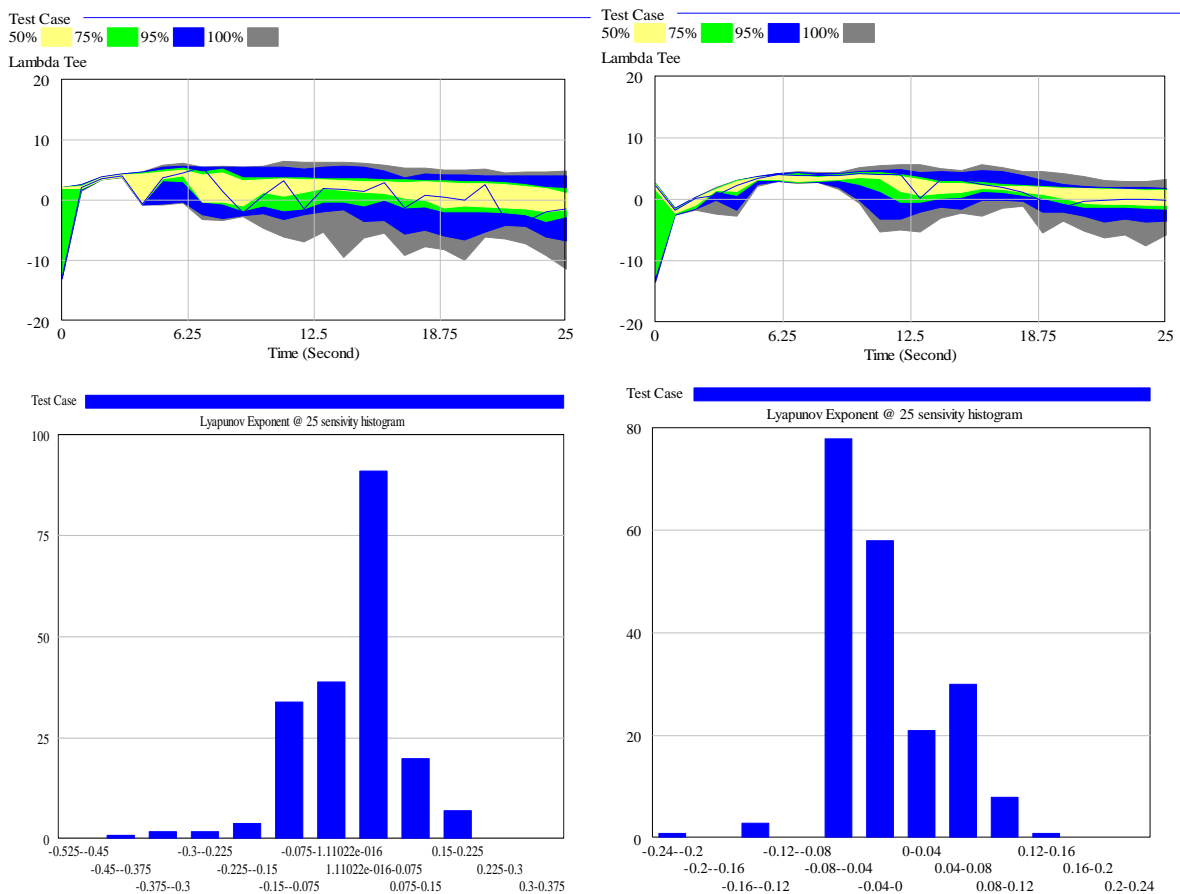 Test Case
50% 75% 95% 100%
Lambda Tee
20
10
0
-10
-20
0 6.25 12.5 18.75 25
Time (Second)
Test Case
50% 75% 95% 100%
Lambda Tee
20
10
0
-10
-20
0 6.25 12.5 18.75 25
Time (Second)
Test Case
Lyapunov Exponent @ 25 sensivity histogram
100
75
50
25
0
-0.525--0.45 -0.3--0.225 -0.075-1.11022e-016 0.15-0.225
-0.45--0.375 -0.225--0.15 1.11022e-016-0.075 0.225-0.3
-0.375--0.3 -0.15--0.075 0.075-0.15 0.3-0.375
Test Case
Lyapunov Exponent @ 25 sensivity histogram
80
60
40
20
0
-0.24--0.2 -0.12--0.08 0-0.04 0.12-0.16
-0.2--0.16 -0.08--0.04 0.04-0.08 0.16-0.2
-0.16--0.12 -0.04-0 0.08-0.12 0.2-0.24